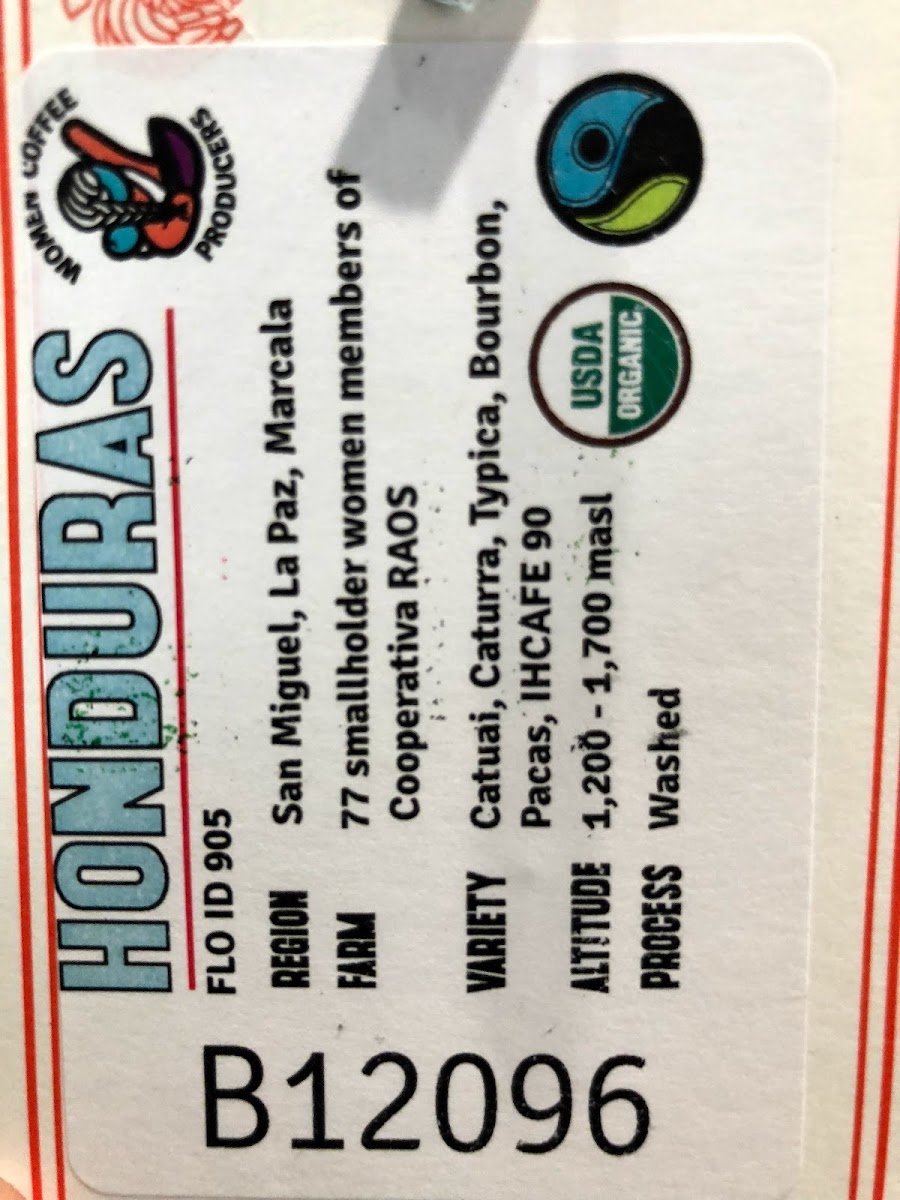 HONDURAS
WOMEN COFFEE
PRODUCERS
FLO ID 905
REGION San Miguel, La Paz, Marcala
FARM 77 smallholder women members of
Cooperativa RAOS
VARIETY Catuai, Caturra, Typica, Bourbon,
Pacas, IHCAFE 90
ALTITUDE 1,200 - 1,700 masl
PROCESS Washed
USDA
ORGANIC
B12096